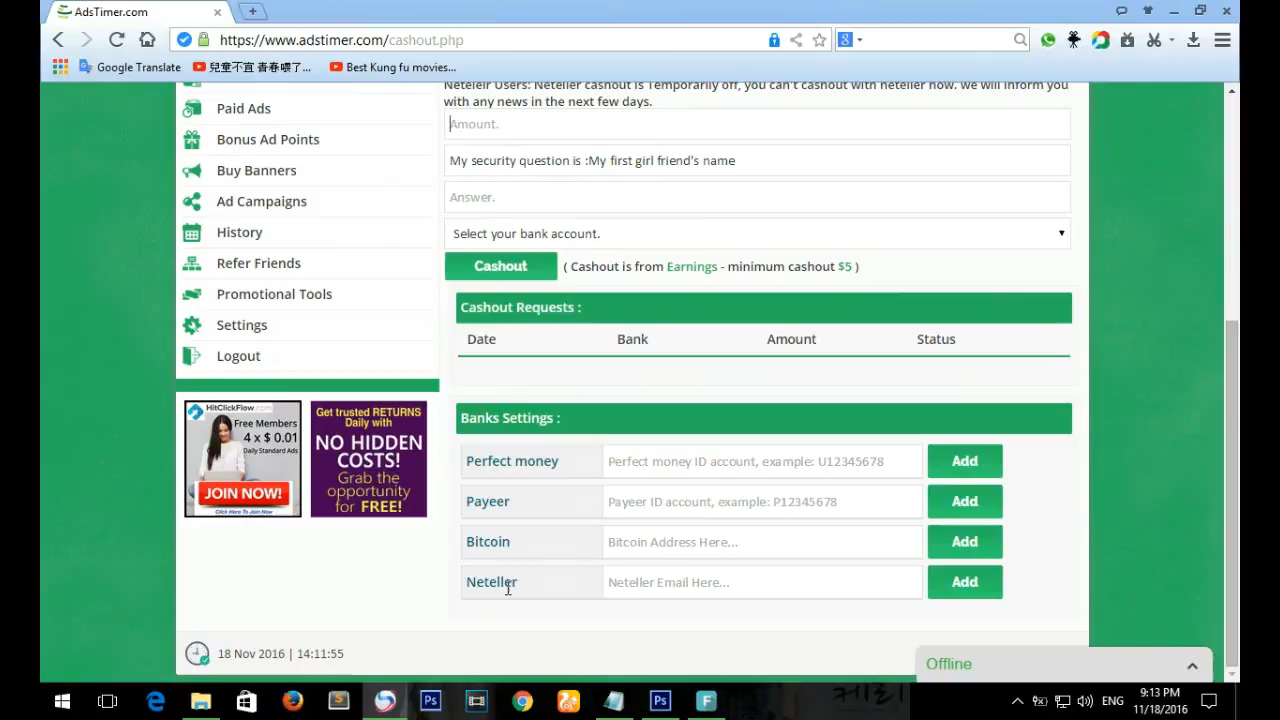 AdsTimer.com
https://www.adstimer.com/cashout.php
Google Translate
兒童不宜 青春喂了...
Best Kung fu movies...
Neteleir Users: Neteller cashout is Temporarily off, you can't cashout with neteller now. we will inform you
with any news in the next few days.
Paid Ads
Bonus Ad Points
Buy Banners
Ad Campaigns
History
Refer Friends
Promotional Tools
Settings
Logout
Amount.
My security question is :My first girl friend's name
Answer.
Select your bank account.
Cashout
( Cashout is from Earnings - minimum cashout $5 )
Cashout Requests :
Date Bank Amount Status
HitClickFlow.com
Free Members
4 x $ 0.01
Daily Standard Ads
JOIN NOW!
Click Here To Join Now
Get trusted RETURNS
Daily with
NO HIDDEN
COSTS!
Grab the
opportunity
for FREE!
Banks Settings :
Perfect money Perfect money ID account, example: U12345678 Add
Payeer Payeer ID account, example: P12345678 Add
Bitcoin Bitcoin Address Here... Add
Neteller Neteller Email Here... Add
18 Nov 2016 | 14:11:55
Offline
ENG
9:13 PM
11/18/2016